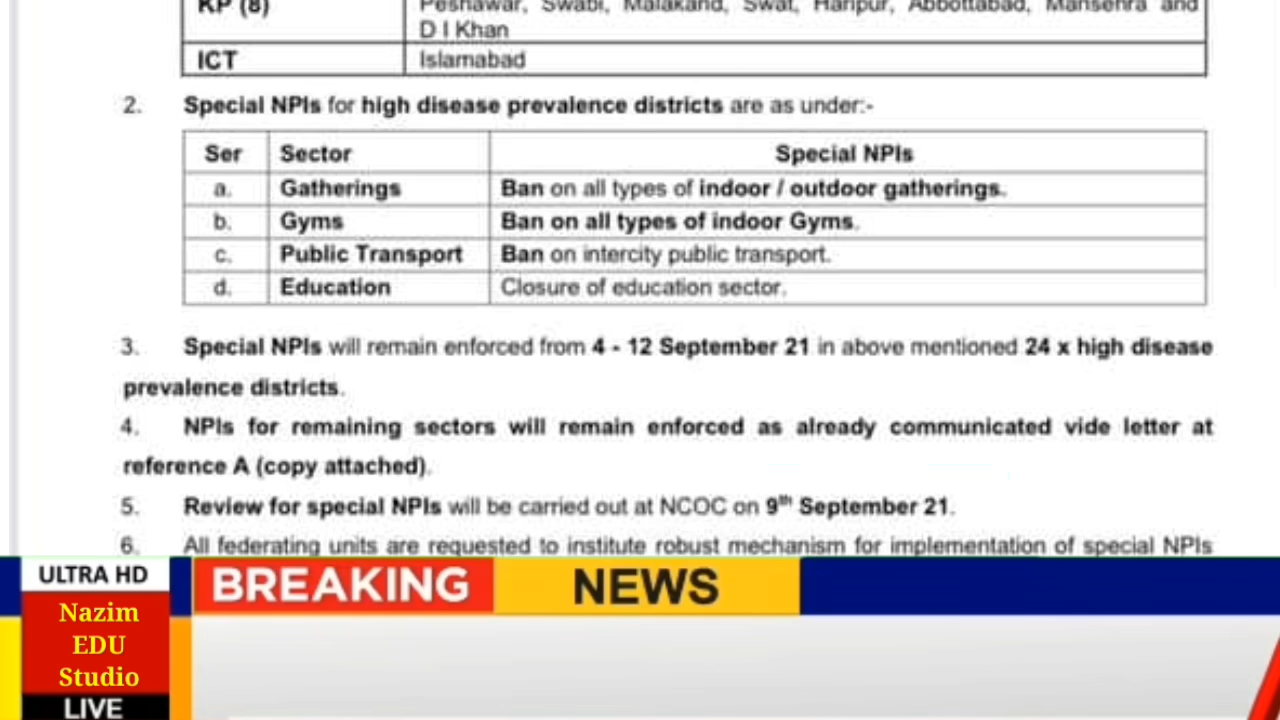 KP (8) Peshawar, Swabi, Malakand, Swat, Haripur, Abbottabad, Mansehra and
D I Khan
ICT Islamabad
2. Special NPIs for high disease prevalence districts are as under:-
Ser Sector Special NPIs
a. Gatherings Ban on all types of indoor / outdoor gatherings.
b. Gyms Ban on all types of indoor Gyms.
c. Public Transport Ban on intercity public transport.
d. Education Closure of education sector.
3. Special NPIs will remain enforced from 4 - 12 September 21 in above mentioned 24 x high disease
prevalence districts.
4. NPIs for remaining sectors will remain enforced as already communicated vide letter at
reference A (copy attached).
5. Review for special NPIs will be carried out at NCOC on 9th September 21.
6. All federating units are requested to institute robust mechanism for implementation of special NPIs
ULTRA HD
BREAKING NEWS
Nazim
EDU
Studio
LIVE